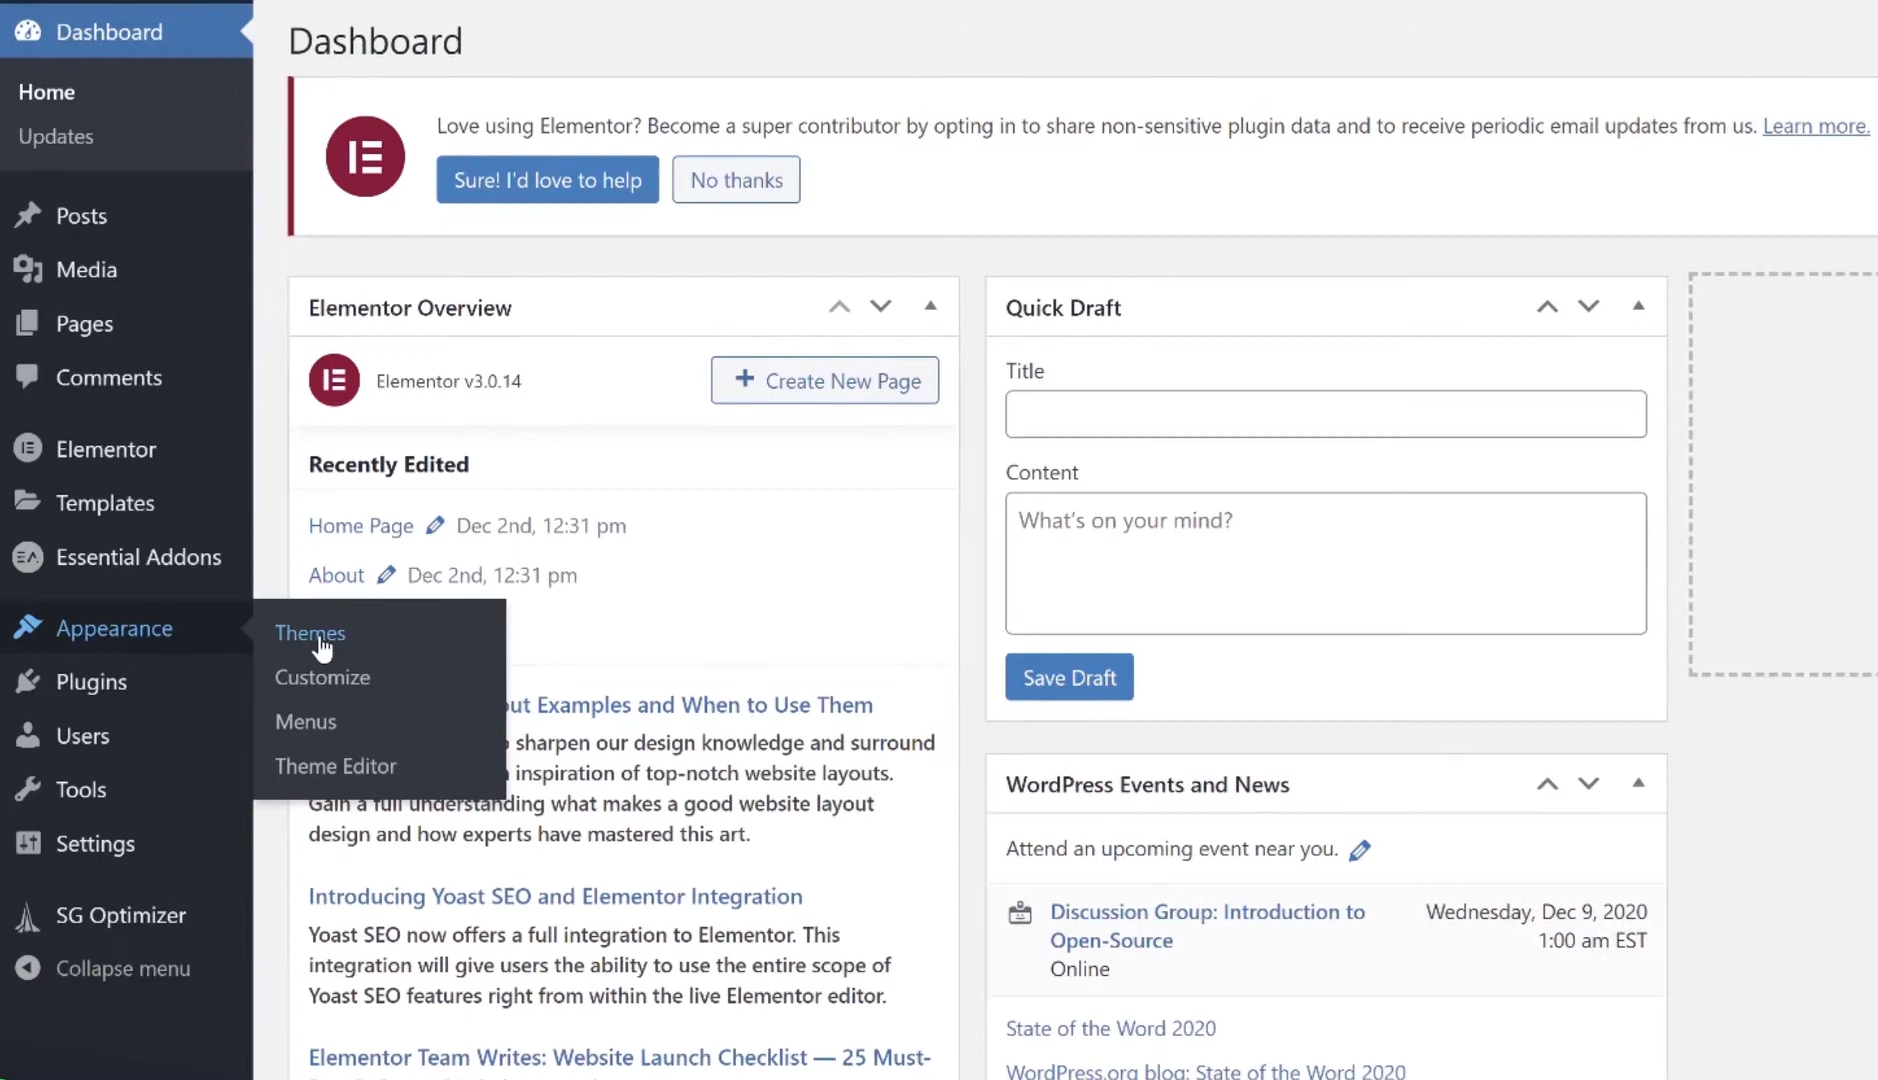 Dashboard
Home
Updates
Posts
Media
Pages
Comments
Elementor
Templates
Essential Addons
Appearance
Plugins
Users
Tools
Settings
SG Optimizer
Collapse menu
Themes
Customize
Menus
Theme Editor
Dashboard
Love using Elementor? Become a super contributor by opting in to share non-sensitive plugin data and to receive periodic email updates from us. Learn more.
Sure! I'd love to help
No thanks
Elementor Overview
Elementor v3.0.14
+ Create New Page
Recently Edited
Home Page Dec 2nd, 12:31 pm
About Dec 2nd, 12:31 pm
out Examples and When to Use Them
sharpen our design knowledge and surround
inspiration of top-notch website layouts.
Gain a full understanding what makes a good website layout
design and how experts have mastered this art.
Introducing Yoast SEO and Elementor Integration
Yoast SEO now offers a full integration to Elementor. This
integration will give users the ability to use the entire scope of
Yoast SEO features right from within the live Elementor editor.
Elementor Team Writes: Website Launch Checklist — 25 Must-
Quick Draft
Title
Content
What's on your mind?
Save Draft
WordPress Events and News
Attend an upcoming event near you.
Discussion Group: Introduction to
Open-Source
Online
Wednesday, Dec 9, 2020
1:00 am EST
State of the Word 2020
WordPress.org blog: State of the Word 2020